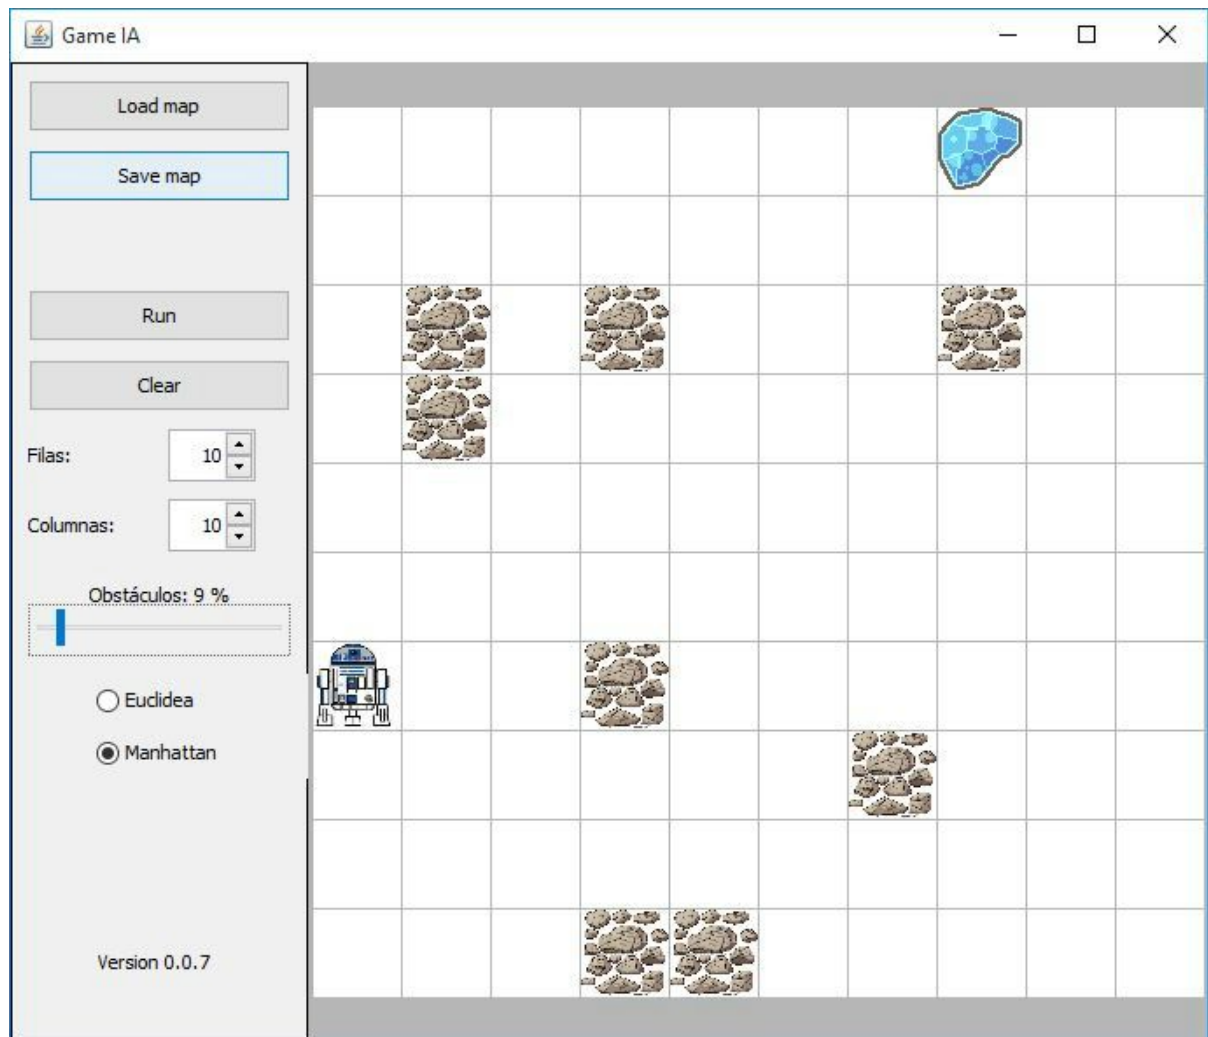 Game IA
Load map
Save map
Run
Clear
Filas: 10
Columnas: 10
Obstáculos: 9 %
Euclidea
Manhattan
Version 0.0.7